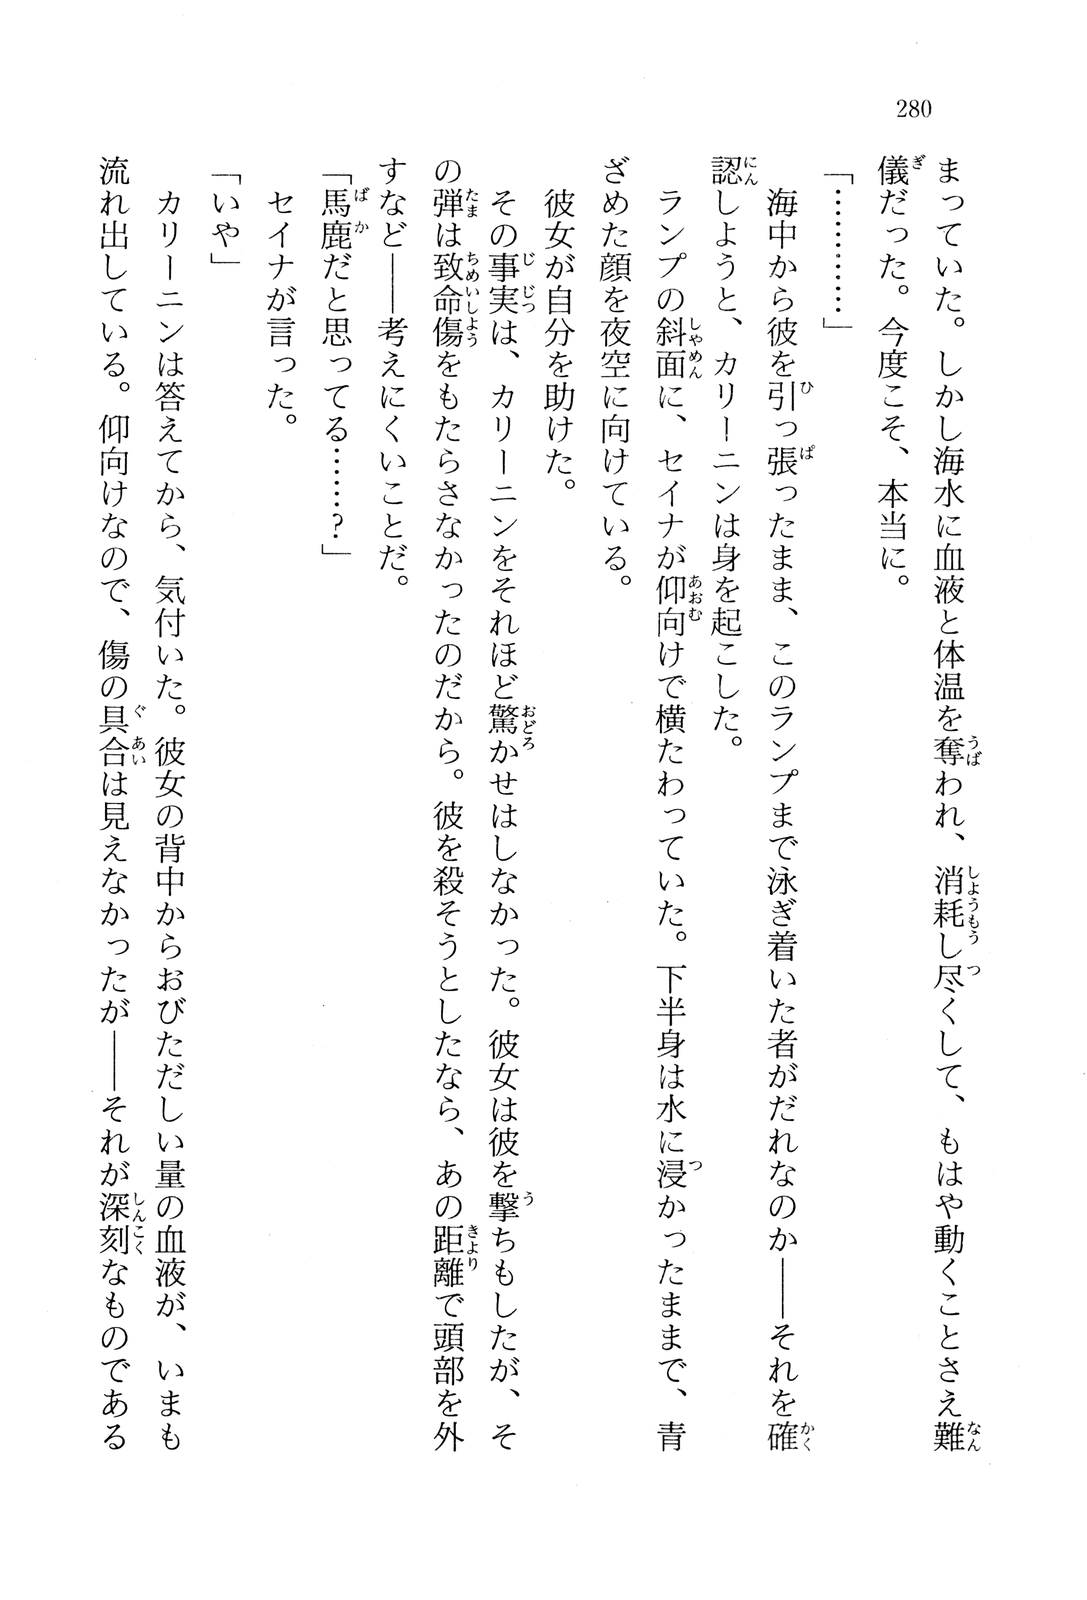 280
まっていた。しかし海水に血液と体温を奪われ、消耗し尽くして、もはや動くことさえ難
儀だった。今度こそ、本当に。
「…………」
海中から彼を引っ張ったまま、このランプまで泳ぎ着いた者がだれなのか――それを確
認しようと、カリーニンは身を起こした。
ランプの斜面に、セイナが仰向けで横たわっていた。下半身は水に浸かったままで、青
ざめた顔を夜空に向けている。
彼女が自分を助けた。
その事実は、カリーニンをそれほど驚かせはしなかった。彼女は彼を撃ちもしたが、そ
の弾は致命傷をもたらさなかったのだから。彼を殺そうとしたなら、あの距離で頭部を外
すなど――考えにくいことだ。
「馬鹿だと思ってる……?」
セイナが言った。
「いや」
カリーニンは答えてから、気付いた。彼女の背中からおびただしい量の血液が、いまも
流れ出している。仰向けなので、傷の具合は見えなかったが――それが深刻なものである